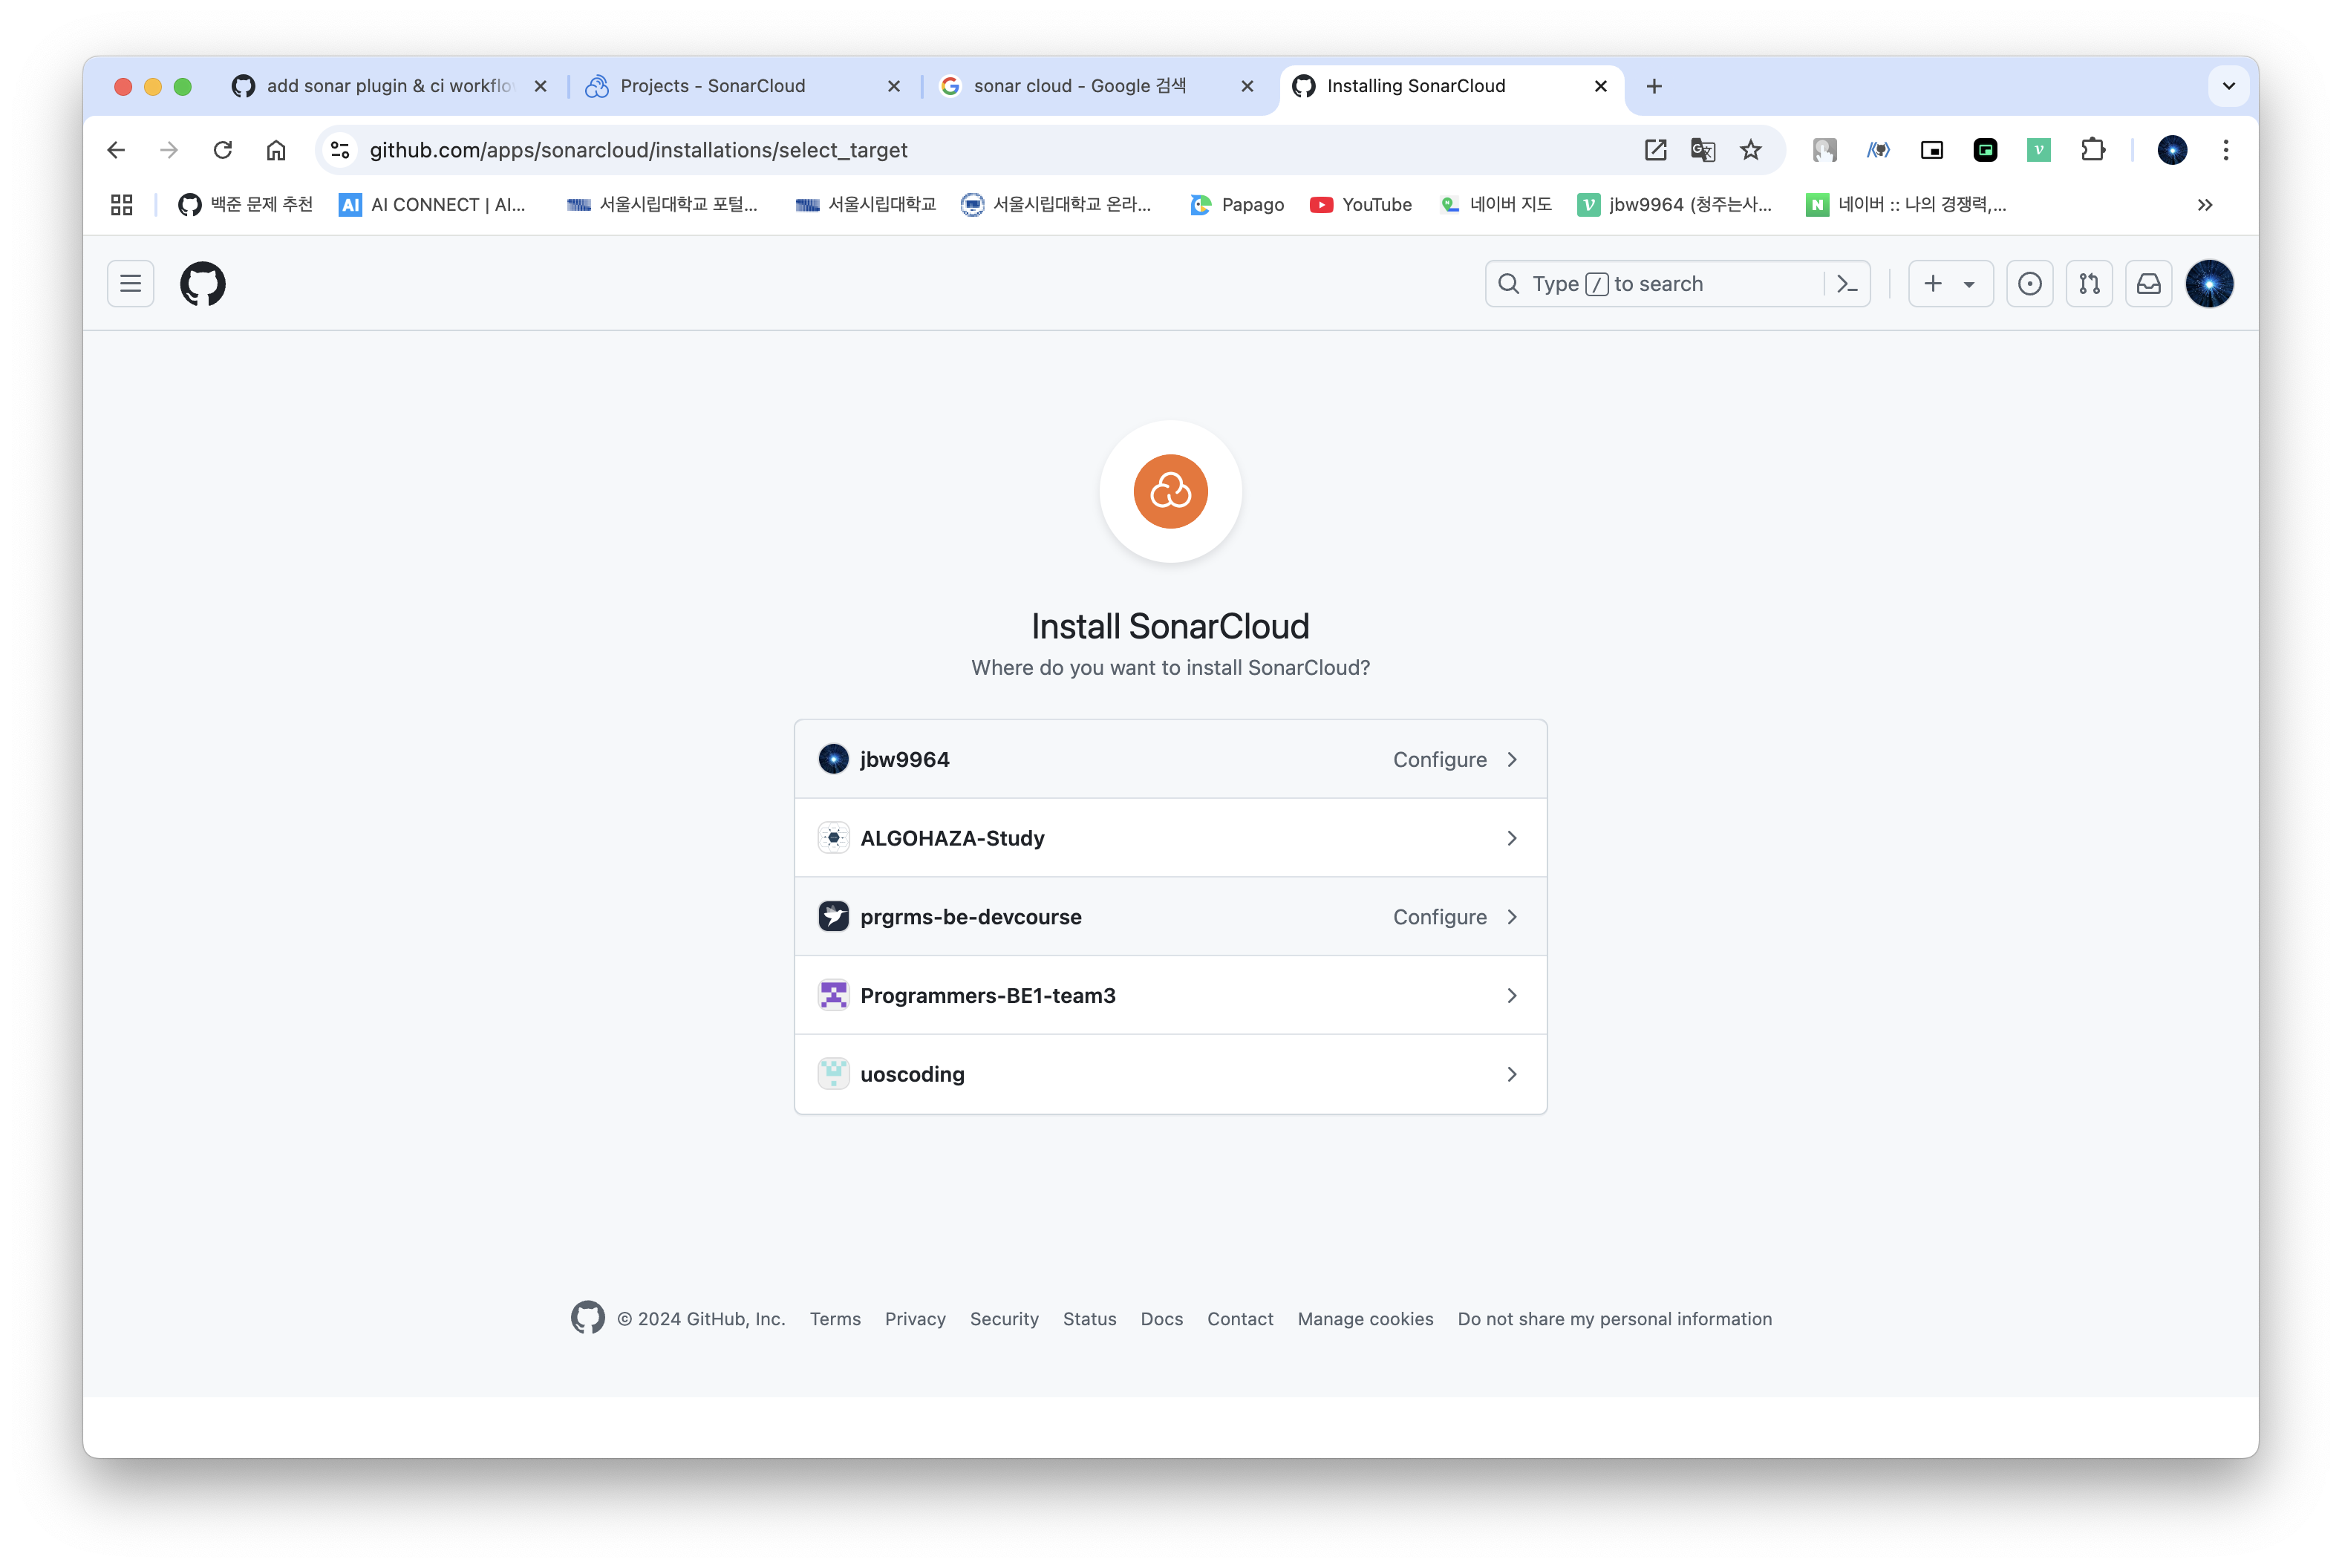 add sonar plugin & ci workflo
Projects - SonarCloud
sonar cloud - Google 검색
Installing SonarCloud
github.com/apps/sonarcloud/installations/select_target
백준 문제 추천
AI
AI CONNECT | AI...
서울시립대학교 포털...
서울시립대학교
서울시립대학교 온라...
Papago
YouTube
네이버 지도
jbw9964 (청주는사...
N
네이버 :: 나의 경쟁력,...
Type / to search
Install SonarCloud
Where do you want to install SonarCloud?
jbw9964 Configure
ALGOHAZA-Study
prgrms-be-devcourse Configure
Programmers-BE1-team3
uoscoding
© 2024 GitHub, Inc. Terms Privacy Security Status Docs Contact Manage cookies Do not share my personal information